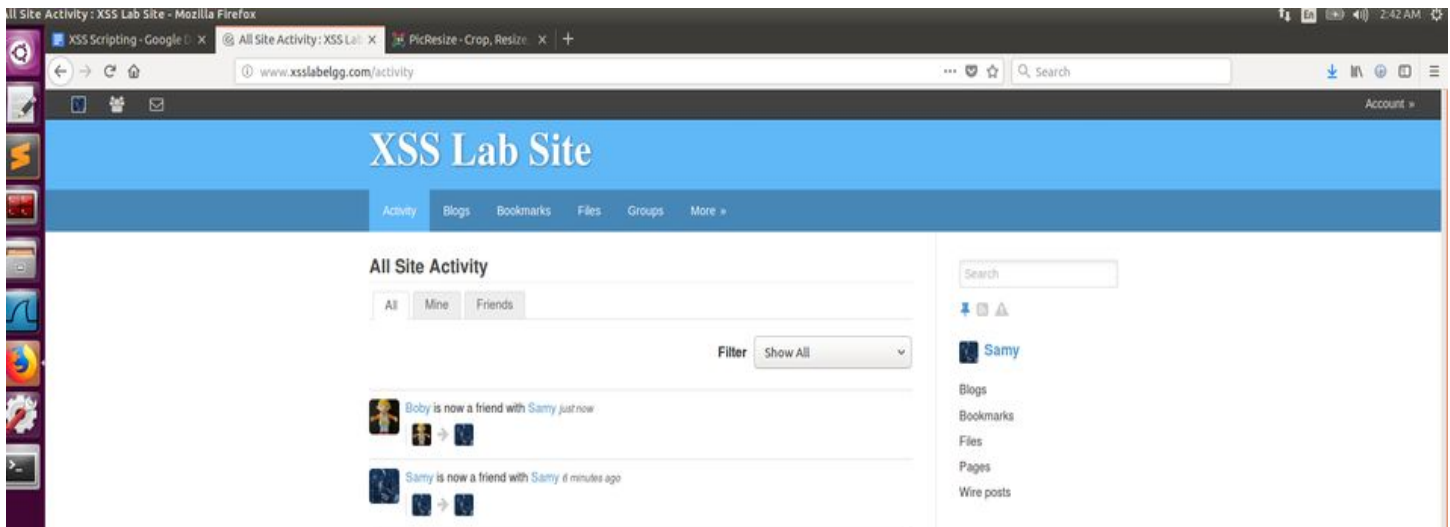 All Site Activity : XSS Lab Site - Mozilla Firefox
En 2:42 AM
XSS Scripting - Google D
All Site Activity : XSS Lab
PicResize - Crop, Resize,
www.xsslabelgg.com/activity
Search
Account »
XSS Lab Site
Activity Blogs Bookmarks Files Groups More »
All Site Activity
Search
All Mine Friends
Filter Show All
Samy
Boby is now a friend with Samy just now
Blogs
Bookmarks
Files
Samy is now a friend with Samy 6 minutes ago
Pages
Wire posts